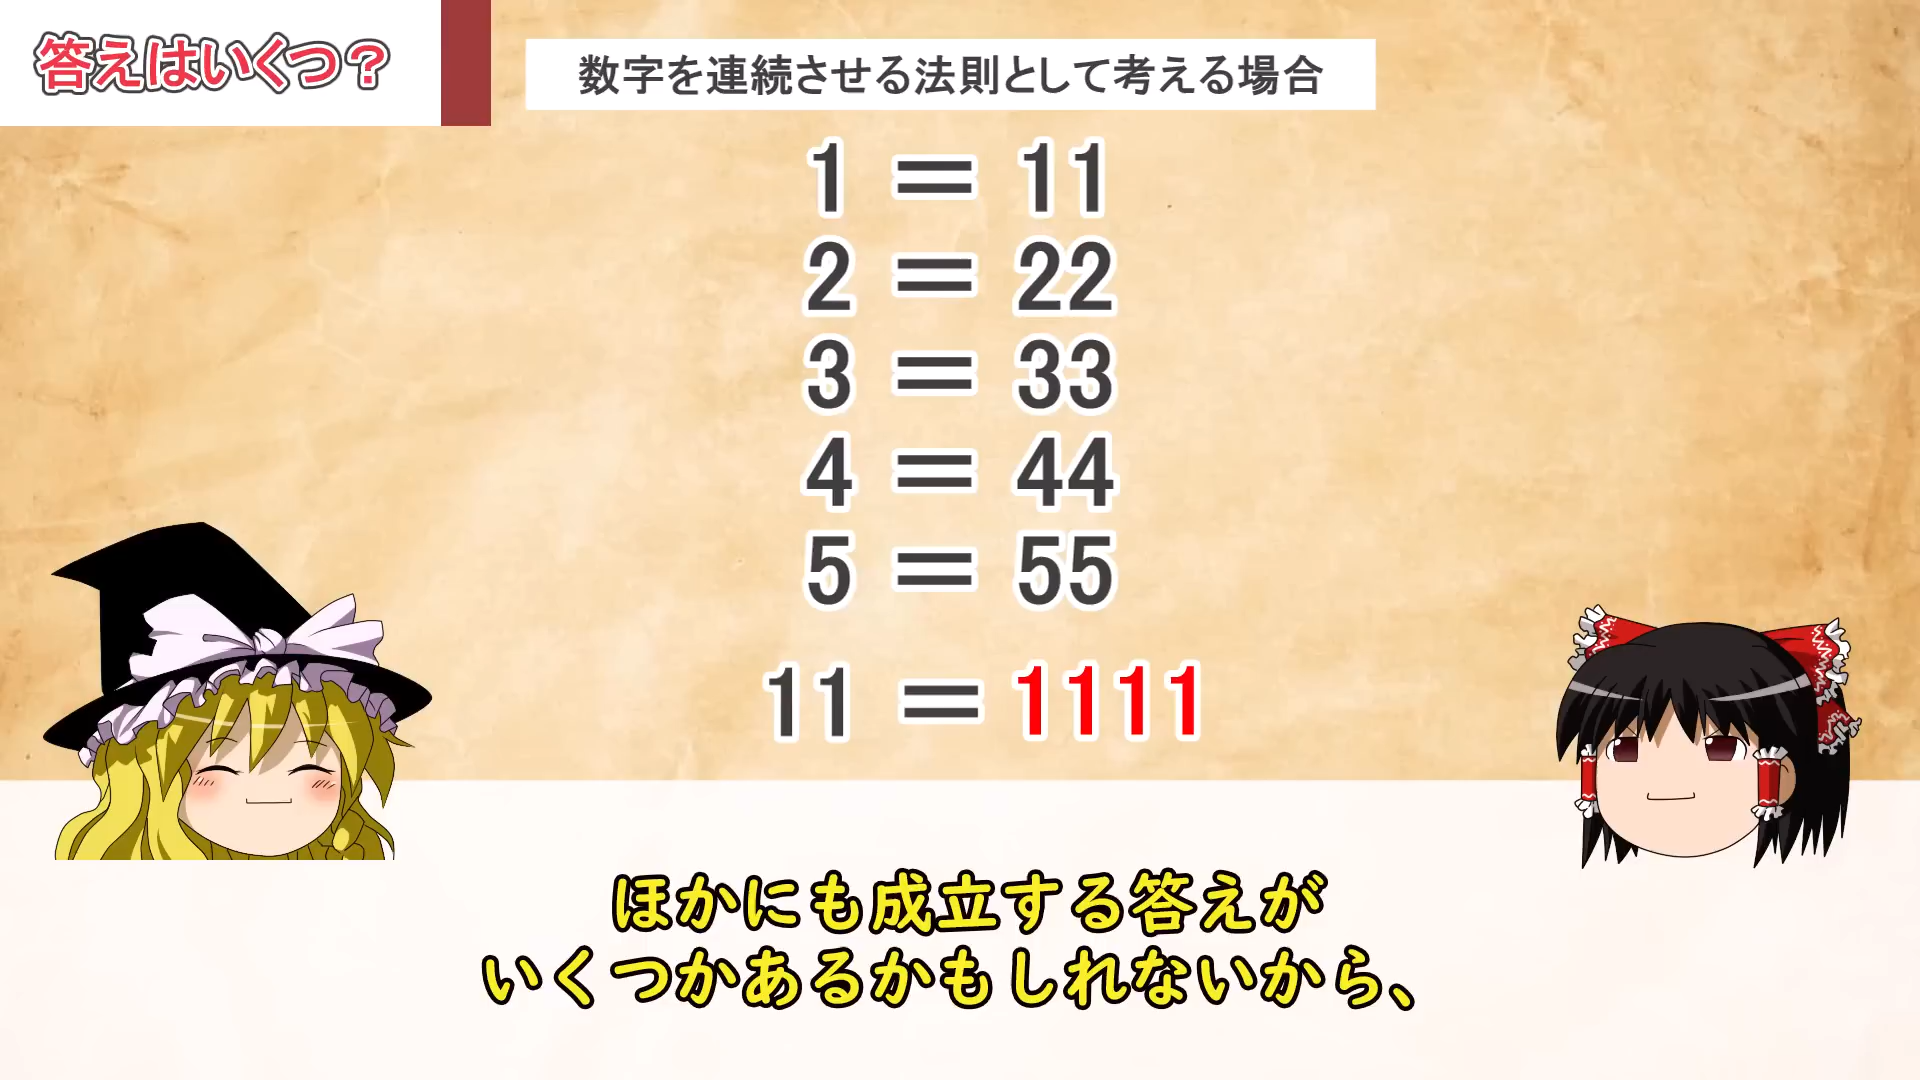 答えはいくつ？
数字を連続させる法則として考える場合
1 ＝ 11
2 ＝ 22
3 ＝ 33
4 ＝ 44
5 ＝ 55
11 ＝ 1111
ほかにも成立する答えが
いくつかあるかもしれないから、